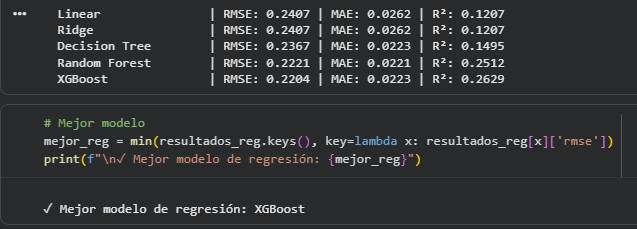 •••
Linear | RMSE: 0.2407 | MAE: 0.0262 | R²: 0.1207
Ridge | RMSE: 0.2407 | MAE: 0.0262 | R²: 0.1207
Decision Tree | RMSE: 0.2367 | MAE: 0.0223 | R²: 0.1495
Random Forest | RMSE: 0.2221 | MAE: 0.0221 | R²: 0.2512
XGBoost | RMSE: 0.2204 | MAE: 0.0223 | R²: 0.2629
# Mejor modelo
mejor_reg = min(resultados_reg.keys(), key=lambda x: resultados_reg[x]['rmse'])
print(f"\n✓ Mejor modelo de regresión: {mejor_reg}")
✓ Mejor modelo de regresión: XGBoost